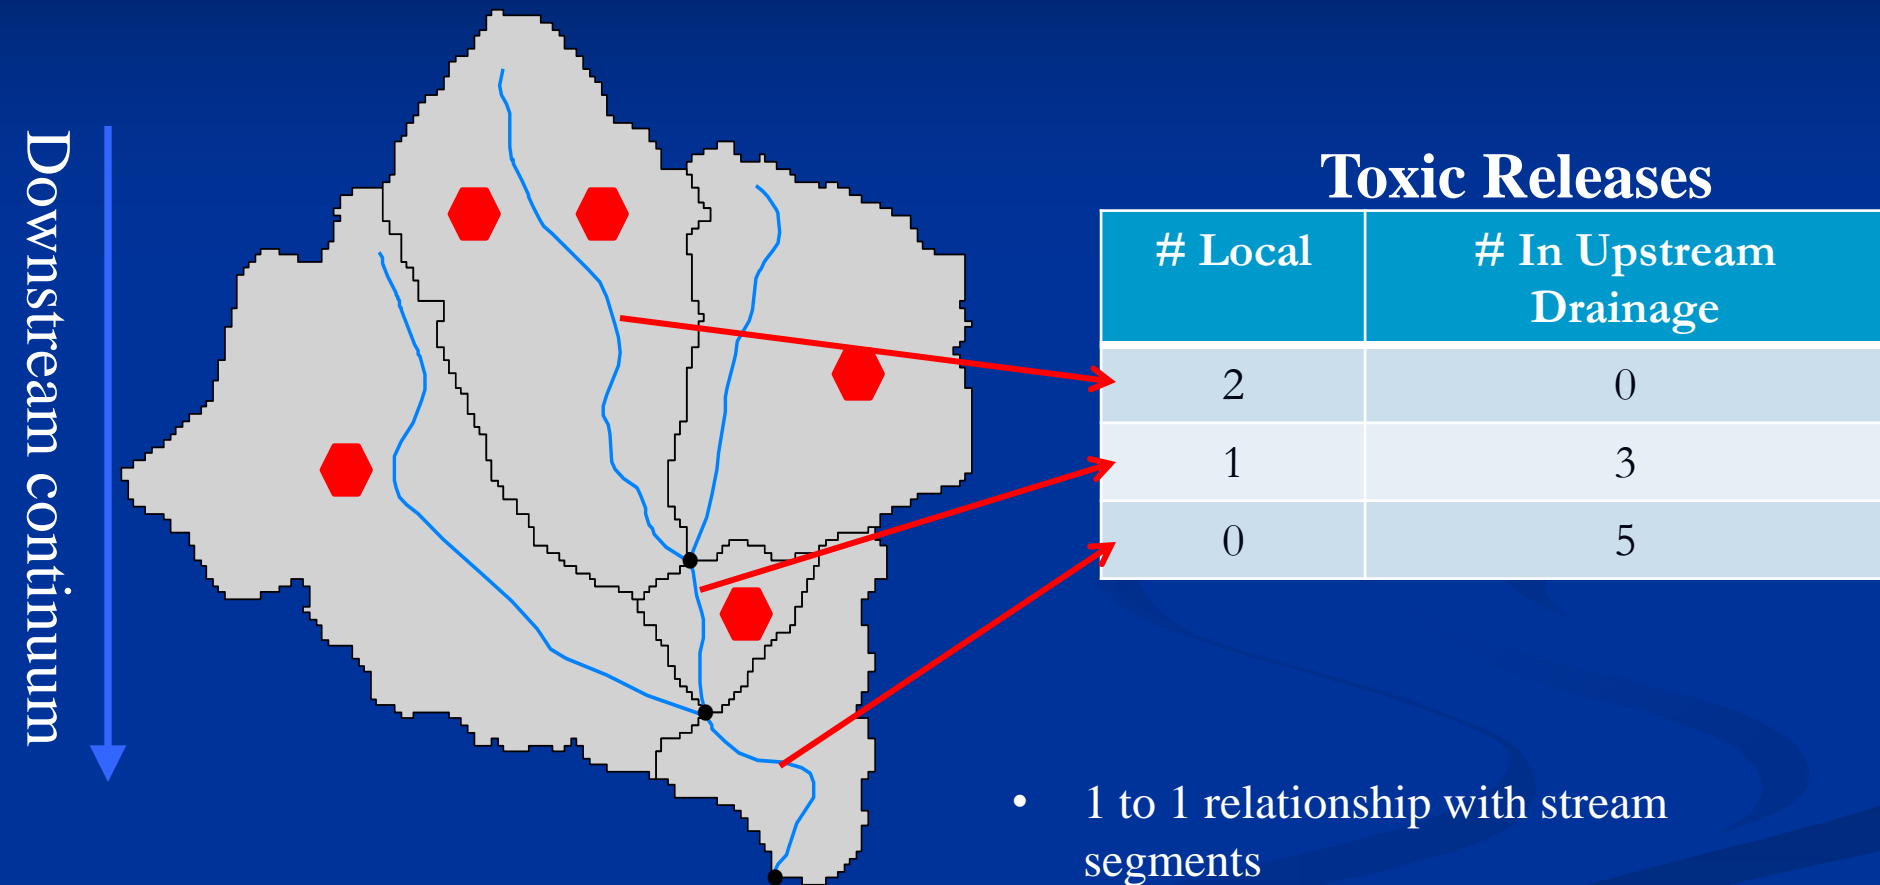 Downstream continuum
Toxic Releases
# Local
# In Upstream
Drainage
2 0
1 3
0 5
• 1 to 1 relationship with stream
segments